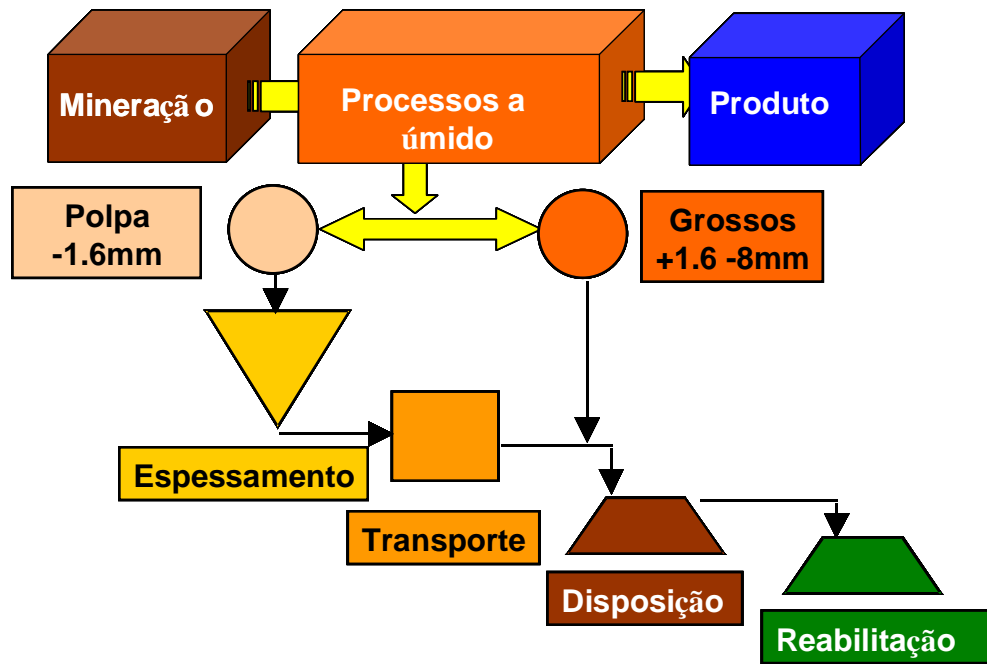 Mineração
Processos a
úmido
Produto
Polpa
-1.6mm
Grossos
+1.6 -8mm
Espessamento
Transporte
Disposição
Reabilitação